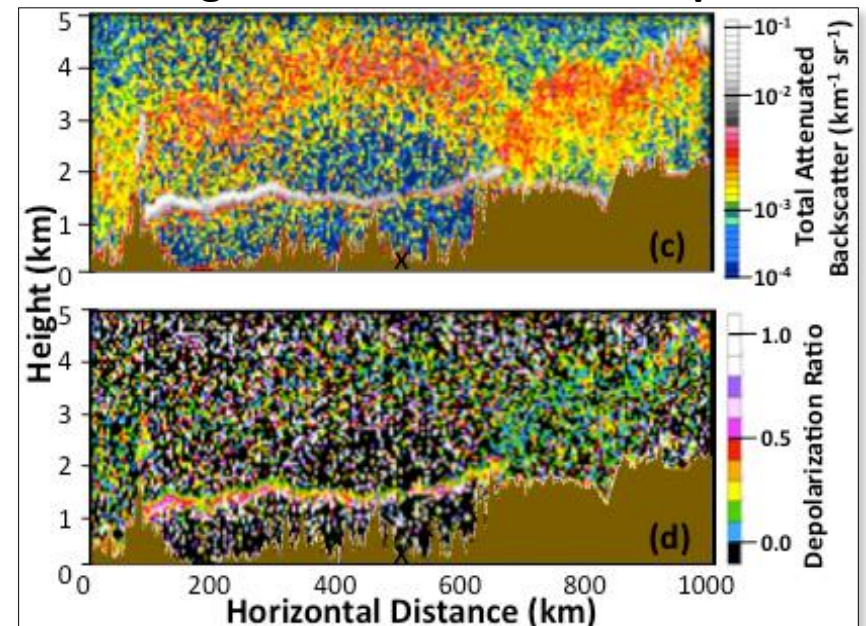 5
4
3
2
1
0
(c)
X
10-1
10-2
10-3
10-4
Total Attenuated
Backscatter (km-1 sr-1)
Height (km)
5
4
3
2
1
0
(d)
X
1.0
0.5
0.0
Depolarization Ratio
0 200 400 600 800 1000
Horizontal Distance (km)